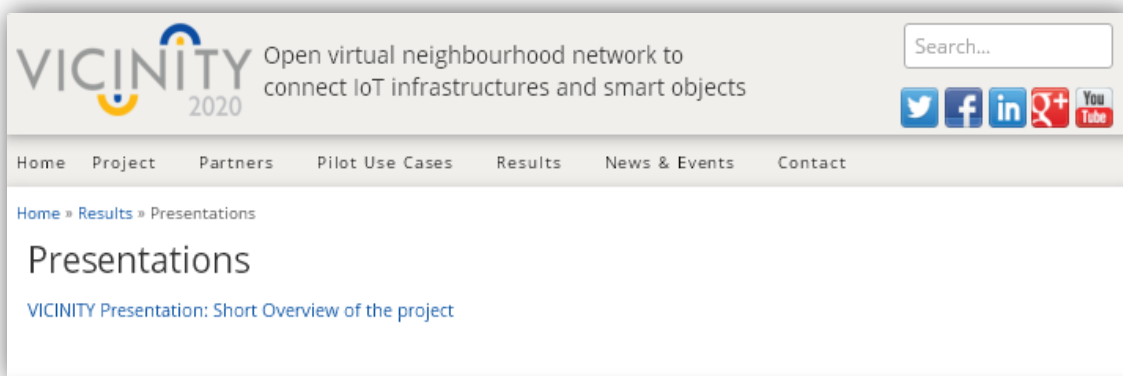 VICINITY
2020
Open virtual neighbourhood network to
connect IoT infrastructures and smart objects
Search...
in g+ You Tube
Home Project Partners Pilot Use Cases Results News & Events Contact
Home » Results » Presentations
Presentations
VICINITY Presentation: Short Overview of the project